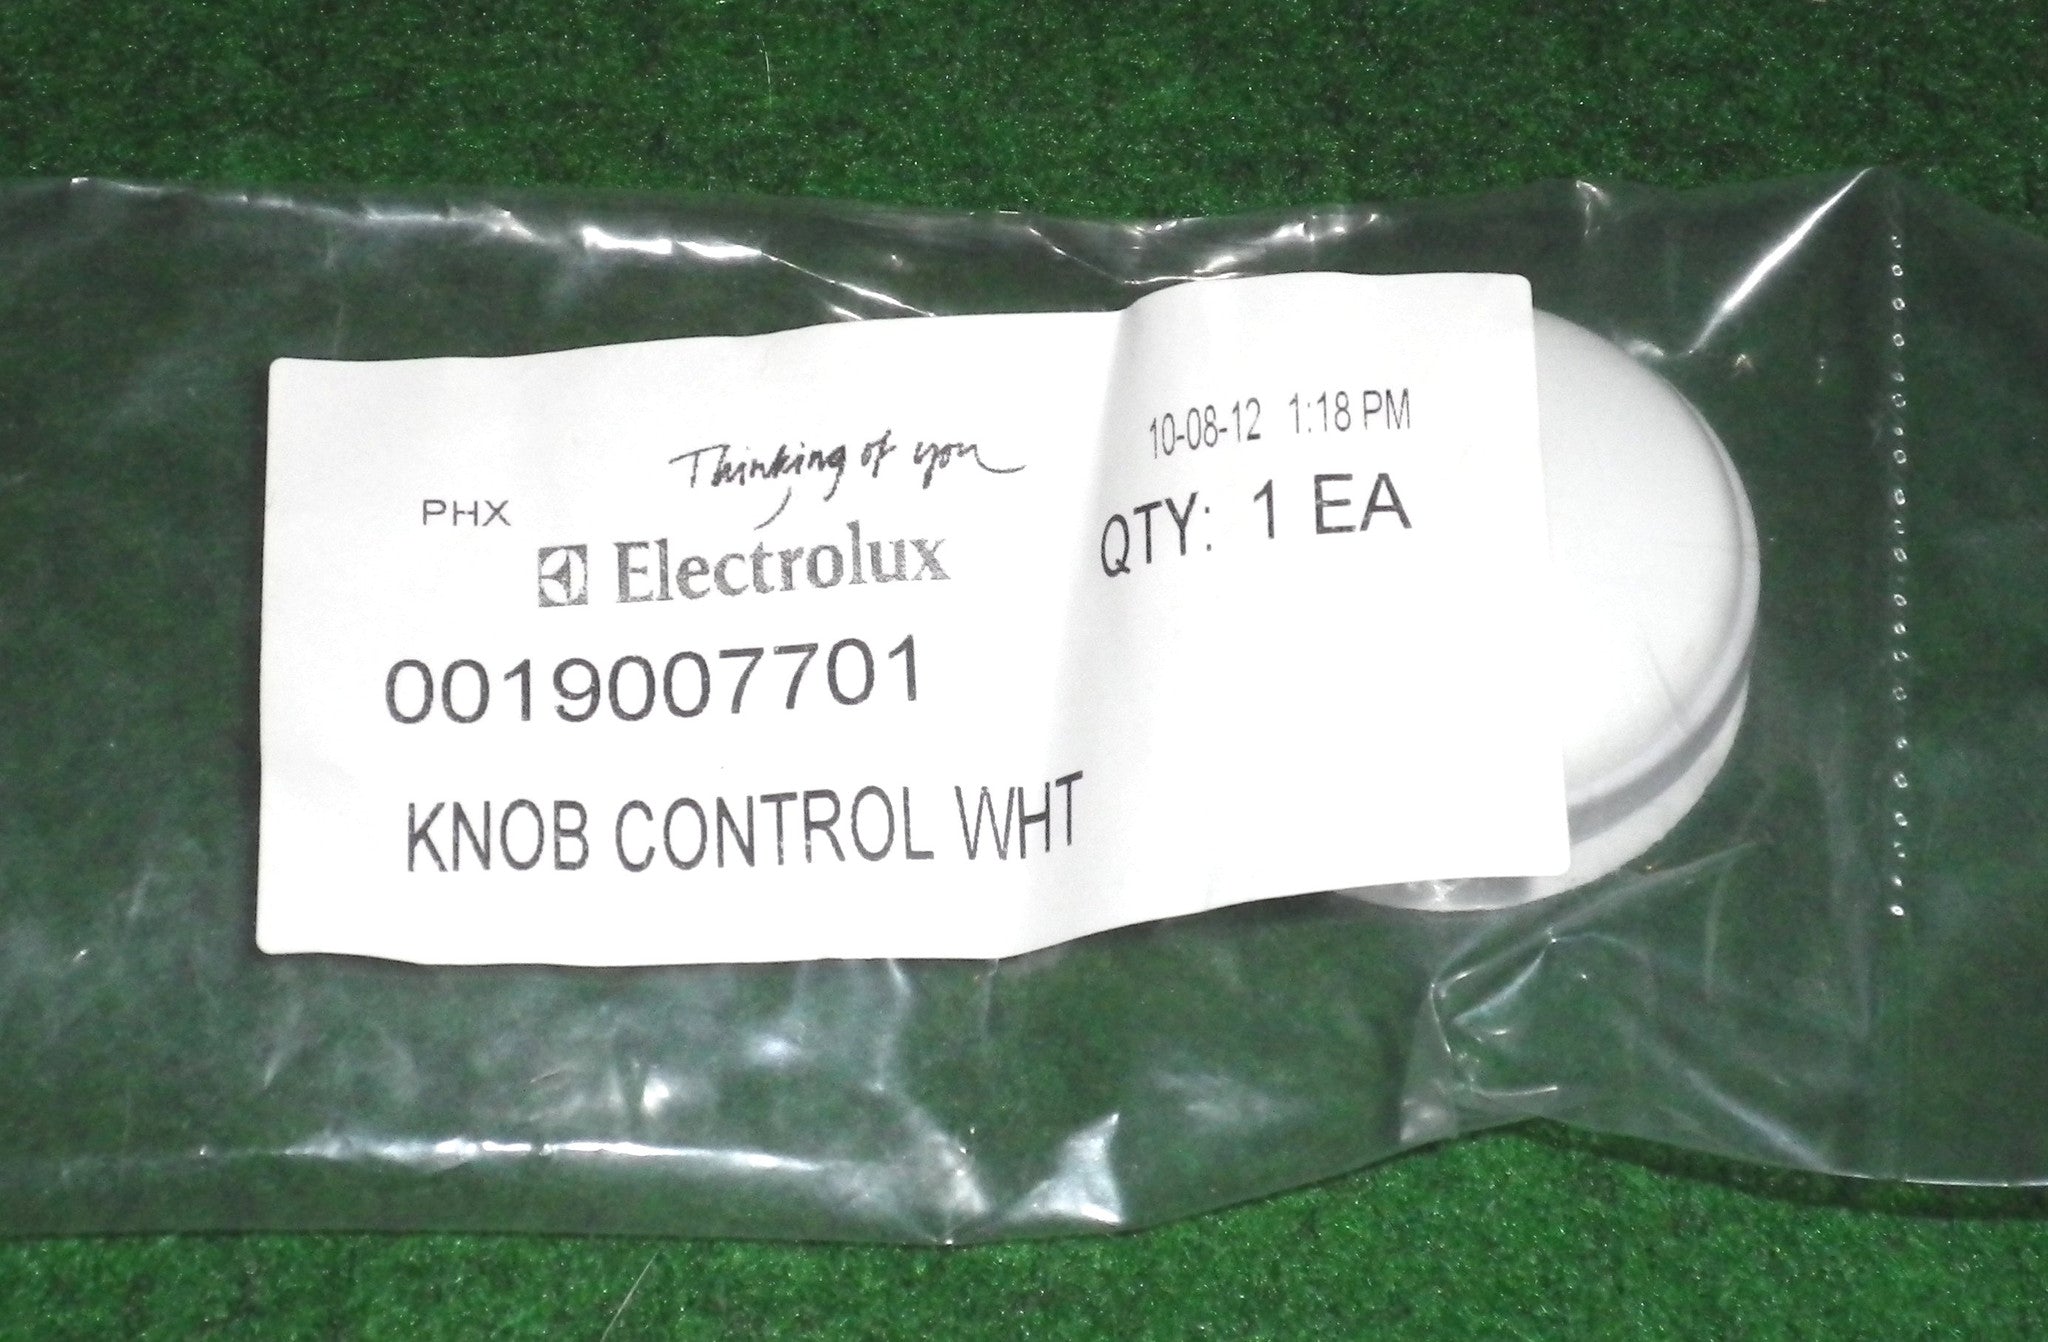 10-08-12 1:18 PM
Thinking of you
PHX
Electrolux
QTY: 1 EA
0019007701
KNOB CONTROL WHT